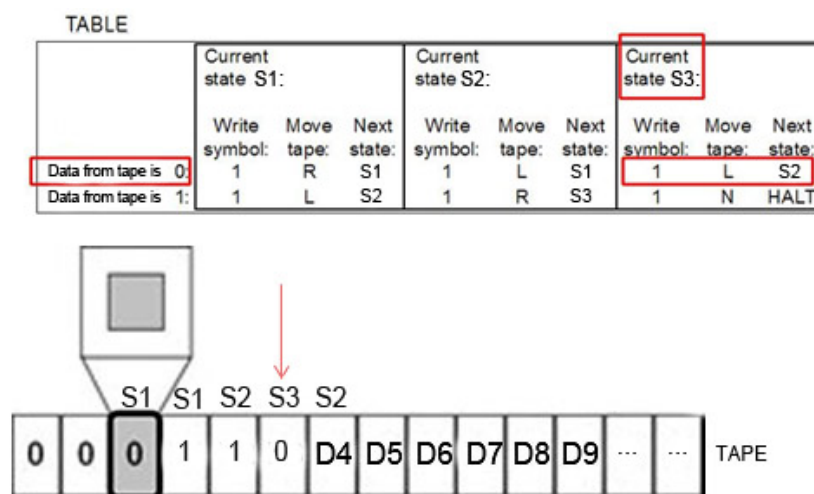 TABLE
Current Current Current
state S1: state S2: state S3:
Write Move Next Write Move Next Write Move Next
symbol: tape: state: symbol: tape: state: symbol: tape: state:
Data from tape is 0: 1 R S1 1 L S1 1 L S2
Data from tape is 1: 1 L S2 1 R S3 1 N HALT
S1 S1 S2 S3 S2
0 0 0 1 1 0 D4 D5 D6 D7 D8 D9 ... ... TAPE